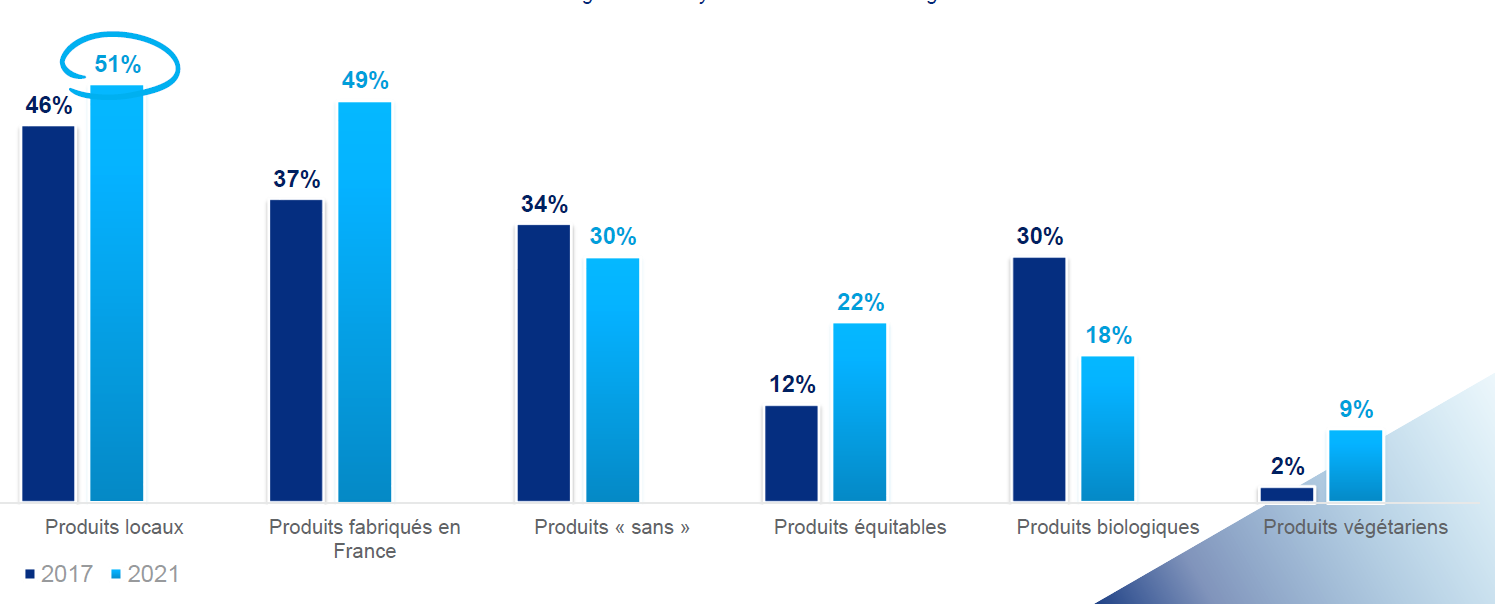 51%
46%
49%
37%
34%
30%
12%
22%
30%
18%
2%
9%
Produits locaux
Produits fabriqués en
France
Produits « sans »
Produits équitables
Produits biologiques
Produits végétariens
2017
2021